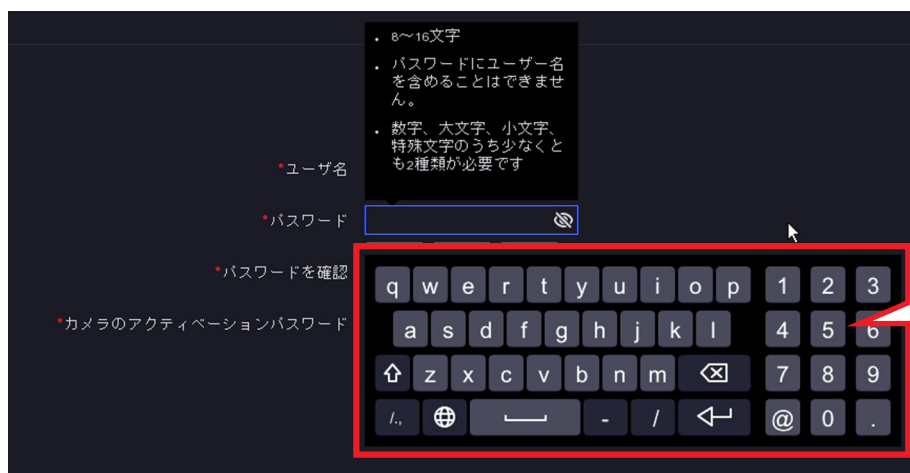 8～16文字
パスワードにユーザー名
を含めることはできませ
ん。
数字、大文字、小文字、
特殊文字のうち少なくと
も2種類が必要です
*ユーザ名
*パスワード
*パスワードを確認
*カメラのアクティベーションパスワード
q w e r t y u i o p 1 2 3
a s d f g h j k l 4 5 6
z x c v b n m 7 8 9
/., - / @ 0 .